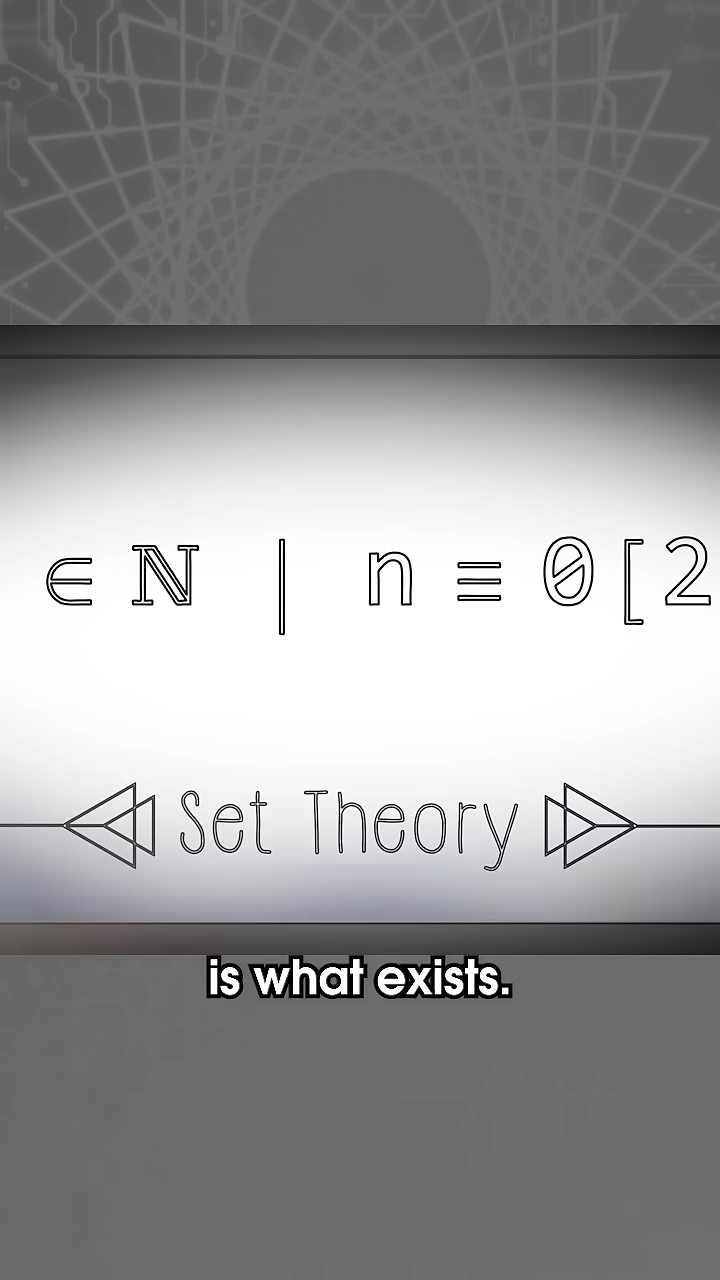 ∈ ℕ | n ≡ 0[2
Set Theory
is what exists.